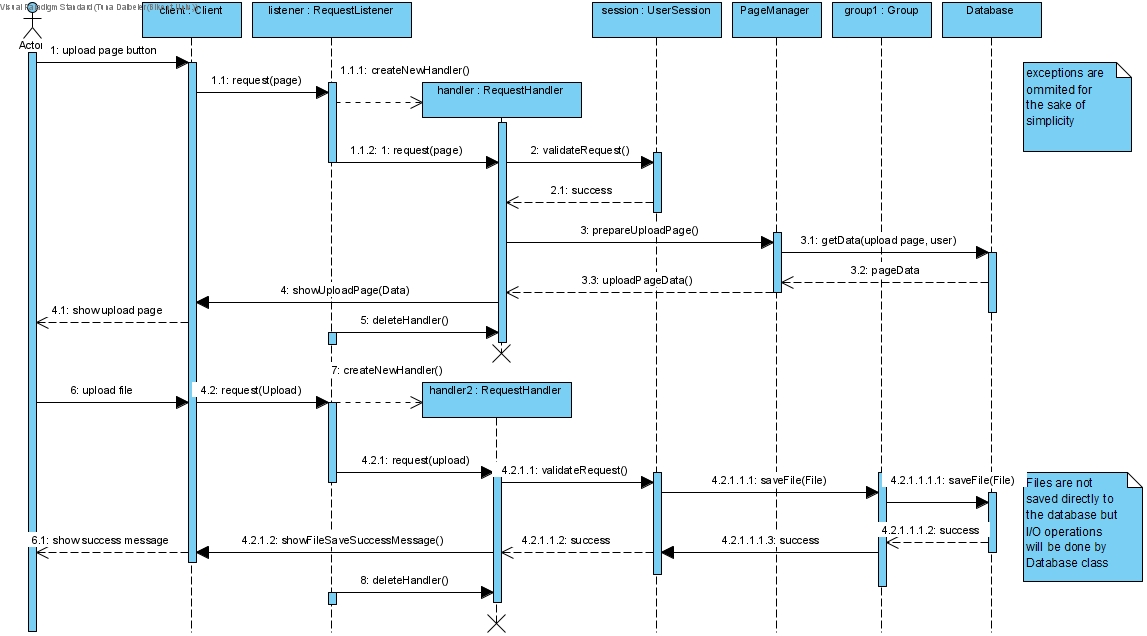 Visual Paradigm Standard
client : Client
listener : RequestListener
session : UserSession
PageManager
group1 : Group
Database
Actor
1: upload page button
1.1: request(page)
1.1.1: createNewHandler()
handler : RequestHandler
exceptions are
ommited for
the sake of
simplicity
1.1.2: 1: request(page)
2: validateRequest()
2.1: success
3: prepareUploadPage()
3.1: getData(upload page, user)
3.2: pageData
3.3: uploadPageData()
4: showUploadPage(Data)
4.1: show upload page
5: deleteHandler()
7: createNewHandler()
6: upload file
4.2: request(Upload)
handler2 : RequestHandler
4.2.1: request(upload)
4.2.1.1: validateRequest()
4.2.1.1.1: saveFile(File)
4.2.1.1.1.1: saveFile(File)
Files are not
saved directly to
the database but
I/O operations
will be done by
Database class
4.2.1.1.1.2: success
6.1: show success message
4.2.1.2: showFileSaveSuccessMessage()
4.2.1.1.2: success
4.2.1.1.1.3: success
8: deleteHandler()